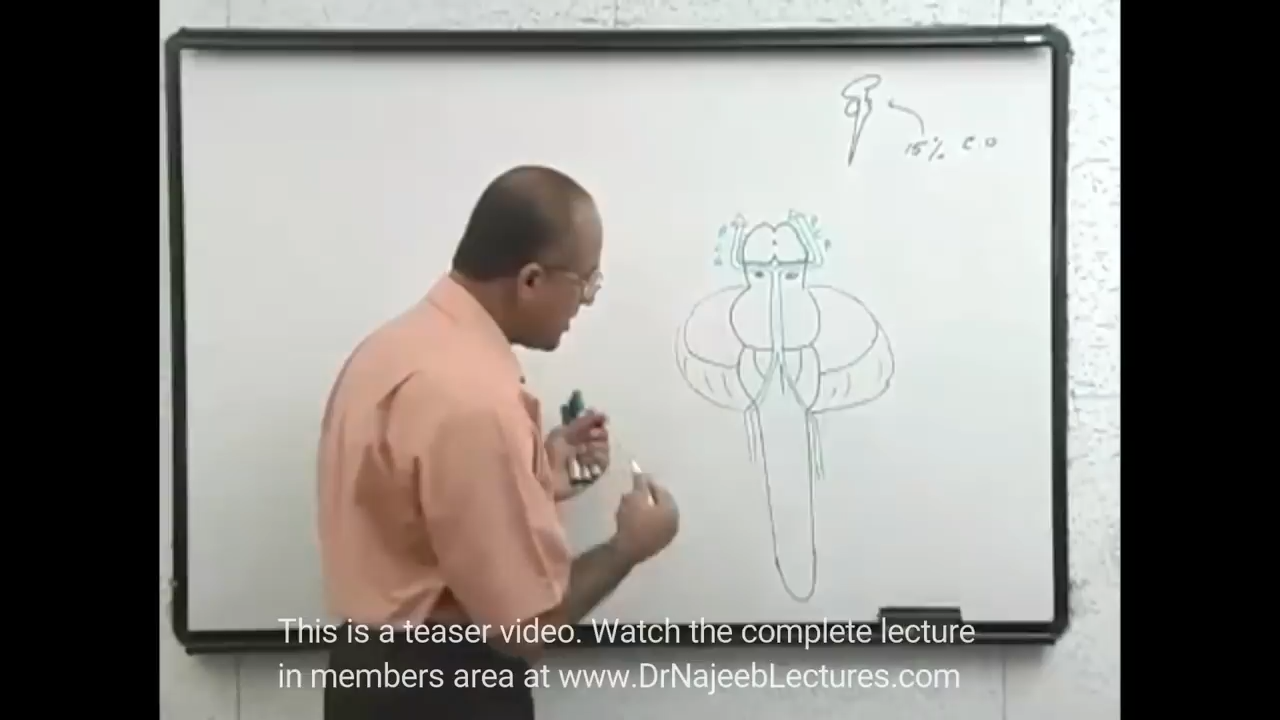 15% C.O
This is a teaser video. Watch the complete lecture
in members area at www.DrNajeebLectures.com